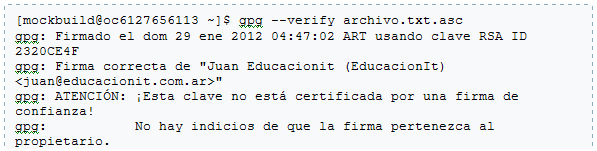 [mockbuild@oc6127656113 ~]$ gpg --verify archivo.txt.asc
gpg: Firmado el dom 29 ene 2012 04:47:02 ART usando clave RSA ID
2320CE4F
gpg: Firma correcta de "Juan Educacionit (EducacionIt)
<juan@educacionit.com.ar>"
gpg: ATENCIÓN: ¡Esta clave no está certificada por una firma de
confianza!
gpg:          No hay indicios de que la firma pertenezca al
propietario.